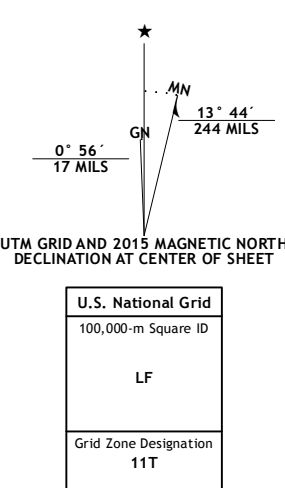 ★
MN
13° 44´
244 MILS
GN
0° 56´
17 MILS
UTM GRID AND 2015 MAGNETIC NORTH
DECLINATION AT CENTER OF SHEET
U.S. National Grid
100,000-m Square ID
LF
Grid Zone Designation
11T